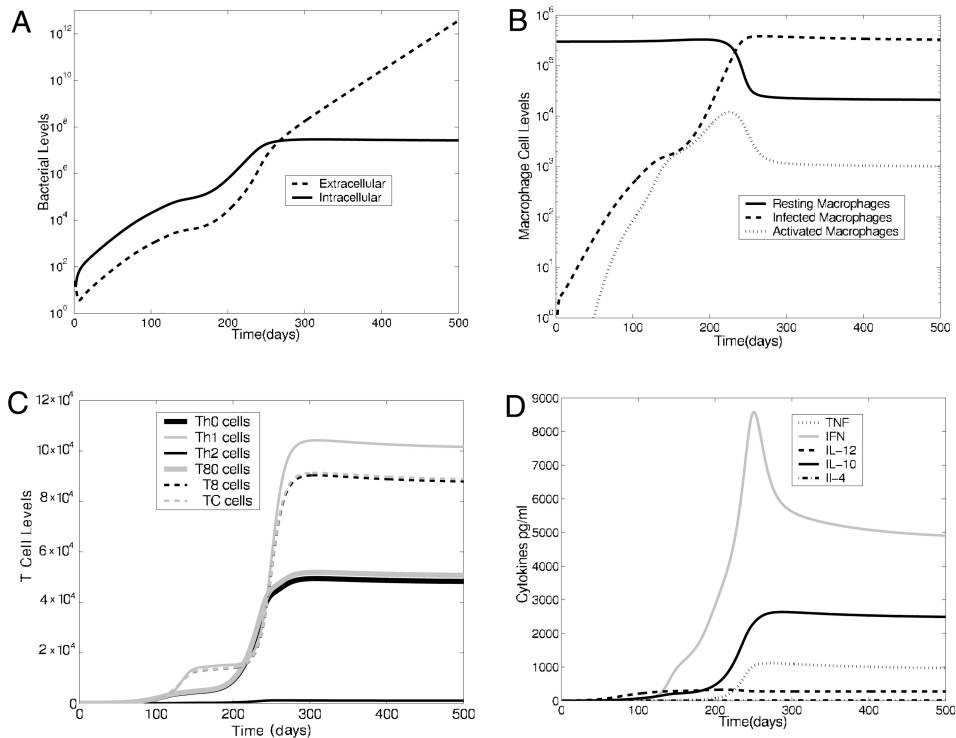 A
Bacterial Levels
10^12
10^10
10^8
10^6
10^4
10^2
10^0
Extracellular
Intracellular
0 100 200 300 400 500
Time(days)
B
Macrophage Cell Levels
10^6
10^5
10^4
10^3
10^2
10^1
10^0
Resting Macrophages
Infected Macrophages
Activated Macrophages
0 100 200 300 400 500
Time(days)
C
T Cell Levels
12×10^4
10×10^4
8×10^4
6×10^4
4×10^4
2×10^4
0
Th0 cells
Th1 cells
Th2 cells
T80 cells
T8 cells
TC cells
0 100 200 300 400 500
Time (days)
D
Cytokines pg/ml
9000
8000
7000
6000
5000
4000
3000
2000
1000
0
TNF
IFN
IL-12
IL-10
Il-4
0 100 200 300 400 500
Time(days)